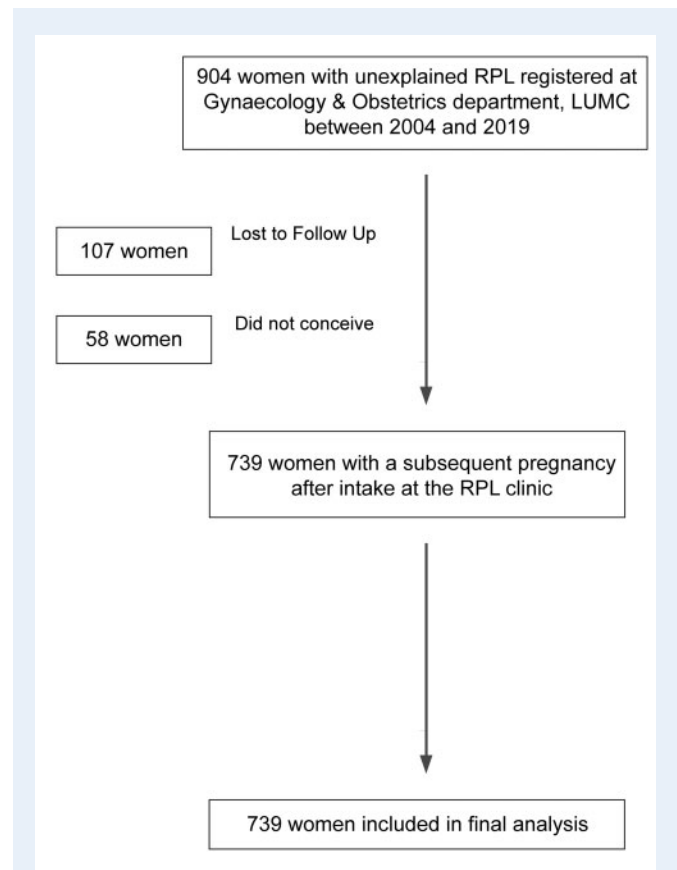 904 women with unexplained RPL registered at
Gynaecology & Obstetrics department, LUMC
between 2004 and 2019
107 women
Lost to Follow Up
58 women
Did not conceive
739 women with a subsequent pregnancy
after intake at the RPL clinic
739 women included in final analysis